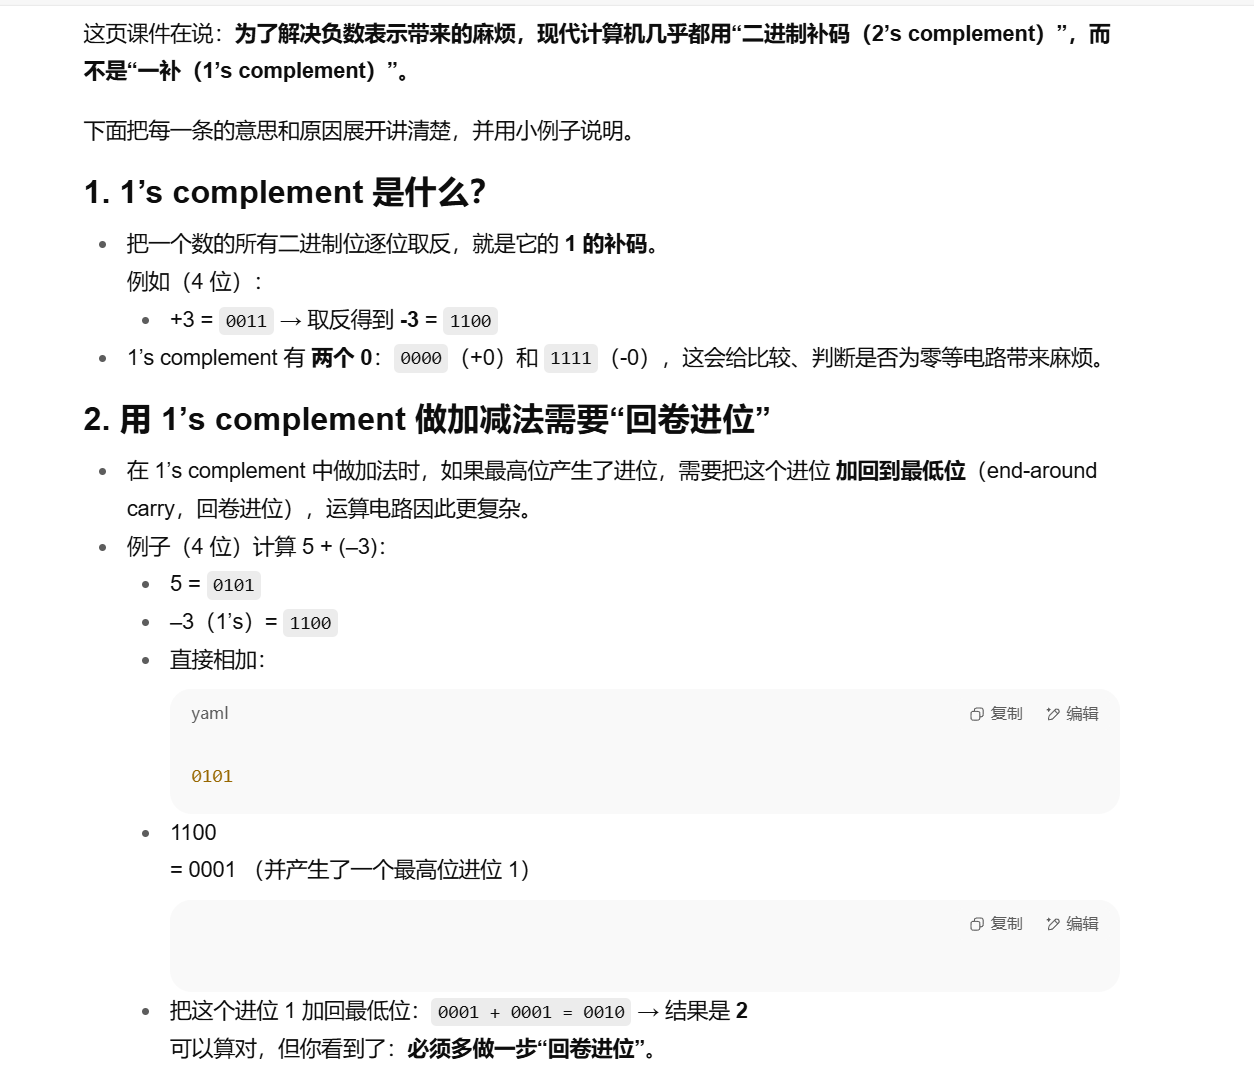 这页课件在说：为了解决负数表示带来的麻烦，现代计算机几乎都用“二进制补码（2’s complement）”，而
不是“一补（1’s complement）”。
下面把每一条的意思和原因展开讲清楚，并用小例子说明。
1. 1’s complement 是什么？
把一个数的所有二进制位逐位取反，就是它的 1 的补码。
例如（4 位）：
+3 = 0011 → 取反得到 -3 = 1100
1’s complement 有 两个 0： 0000 （+0）和 1111 （-0），这会给比较、判断是否为零等电路带来麻烦。
2. 用 1’s complement 做加减法需要“回卷进位”
在 1’s complement 中做加法时，如果最高位产生了进位，需要把这个进位 加回到最低位（end-around
carry，回卷进位），运算电路因此更复杂。
例子（4 位）计算 5 + (–3)：
5 = 0101
–3（1’s）= 1100
直接相加：
yaml 复制 编辑
0101
1100
= 0001 （并产生了一个最高位进位 1）
复制 编辑
把这个进位 1 加回最低位： 0001 + 0001 = 0010 → 结果是 2
可以算对，但你看到了：必须多做一步“回卷进位”。